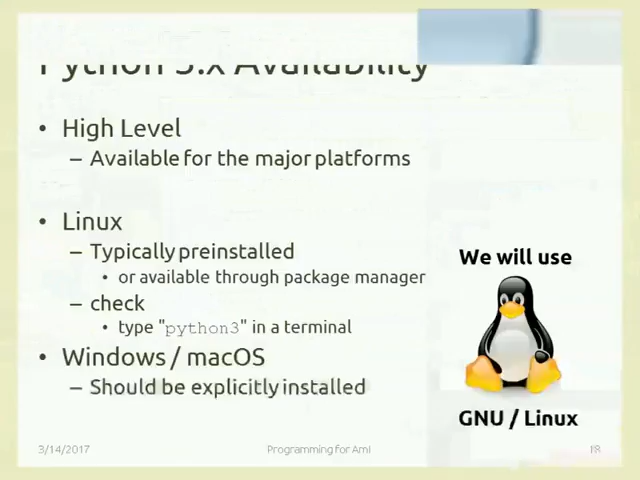 Python 3.x Availability
• High Level
– Available for the major platforms
• Linux
– Typically preinstalled
• or available through package manager
– check
• type "python3" in a terminal
• Windows / macOS
– Should be explicitly installed
We will use
GNU / Linux
3/14/2017
Programming for AmI
18